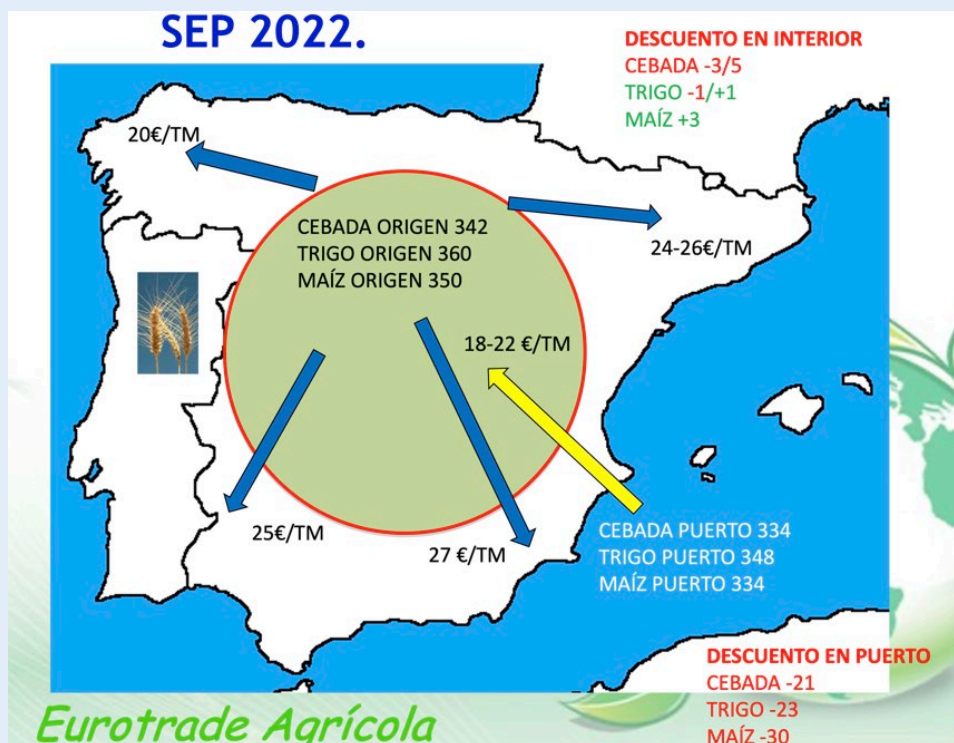 SEP 2022.
DESCUENTO EN INTERIOR
CEBADA -3/5
TRIGO -1/+1
MAÍZ +3
20€/TM
CEBADA ORIGEN 342
TRIGO ORIGEN 360
MAÍZ ORIGEN 350
24-26€/TM
18-22 €/TM
25€/TM
27 €/TM
CEBADA PUERTO 334
TRIGO PUERTO 348
MAÍZ PUERTO 334
DESCUENTO EN PUERTO
CEBADA -21
TRIGO -23
MAÍZ -30
Eurotrade Agrícola